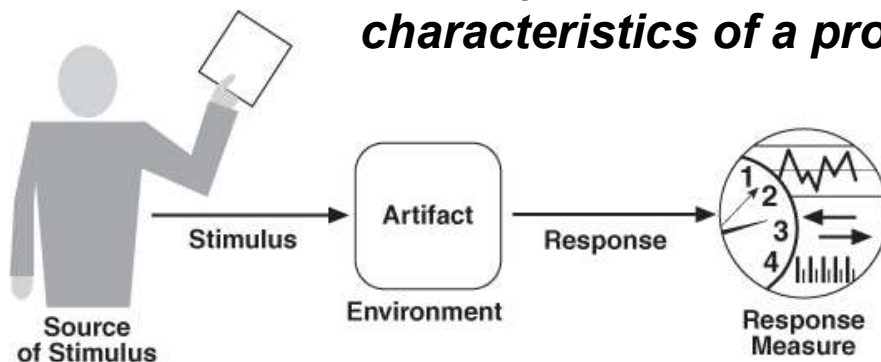 characteristics of a pro
1
2
3
4
Artifact
Stimulus
Response
Environment
Source
of Stimulus
Response
Measure